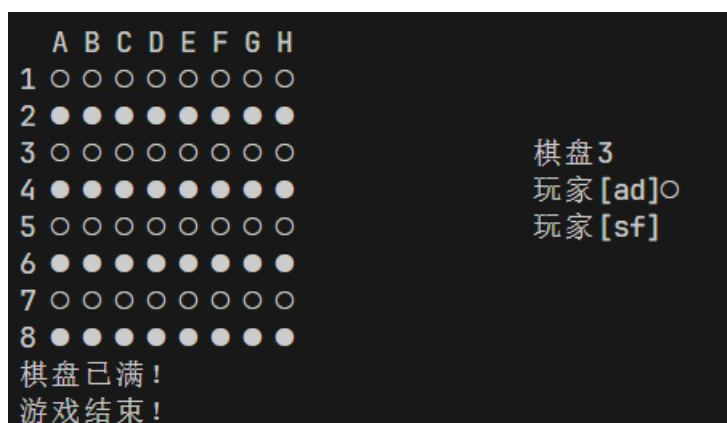 A B C D E F G H
1 ○ ○ ○ ○ ○ ○ ○ ○
2 ● ● ● ● ● ● ● ●
3 ○ ○ ○ ○ ○ ○ ○ ○ 棋盘3
4 ● ● ● ● ● ● ● ● 玩家[ad]○
5 ○ ○ ○ ○ ○ ○ ○ ○ 玩家[sf]
6 ● ● ● ● ● ● ● ●
7 ○ ○ ○ ○ ○ ○ ○ ○
8 ● ● ● ● ● ● ● ●
棋盘已满!
游戏结束!